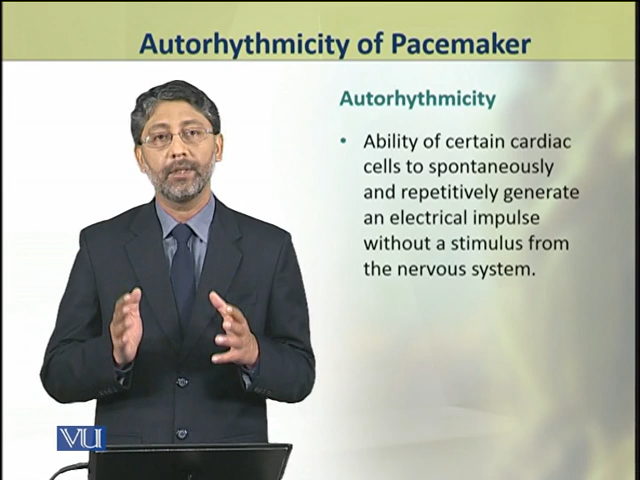 Autorhythmicity of Pacemaker
Autorhythmicity
• Ability of certain cardiac
cells to spontaneously
and repetitively generate
an electrical impulse
without a stimulus from
the nervous system.
VU